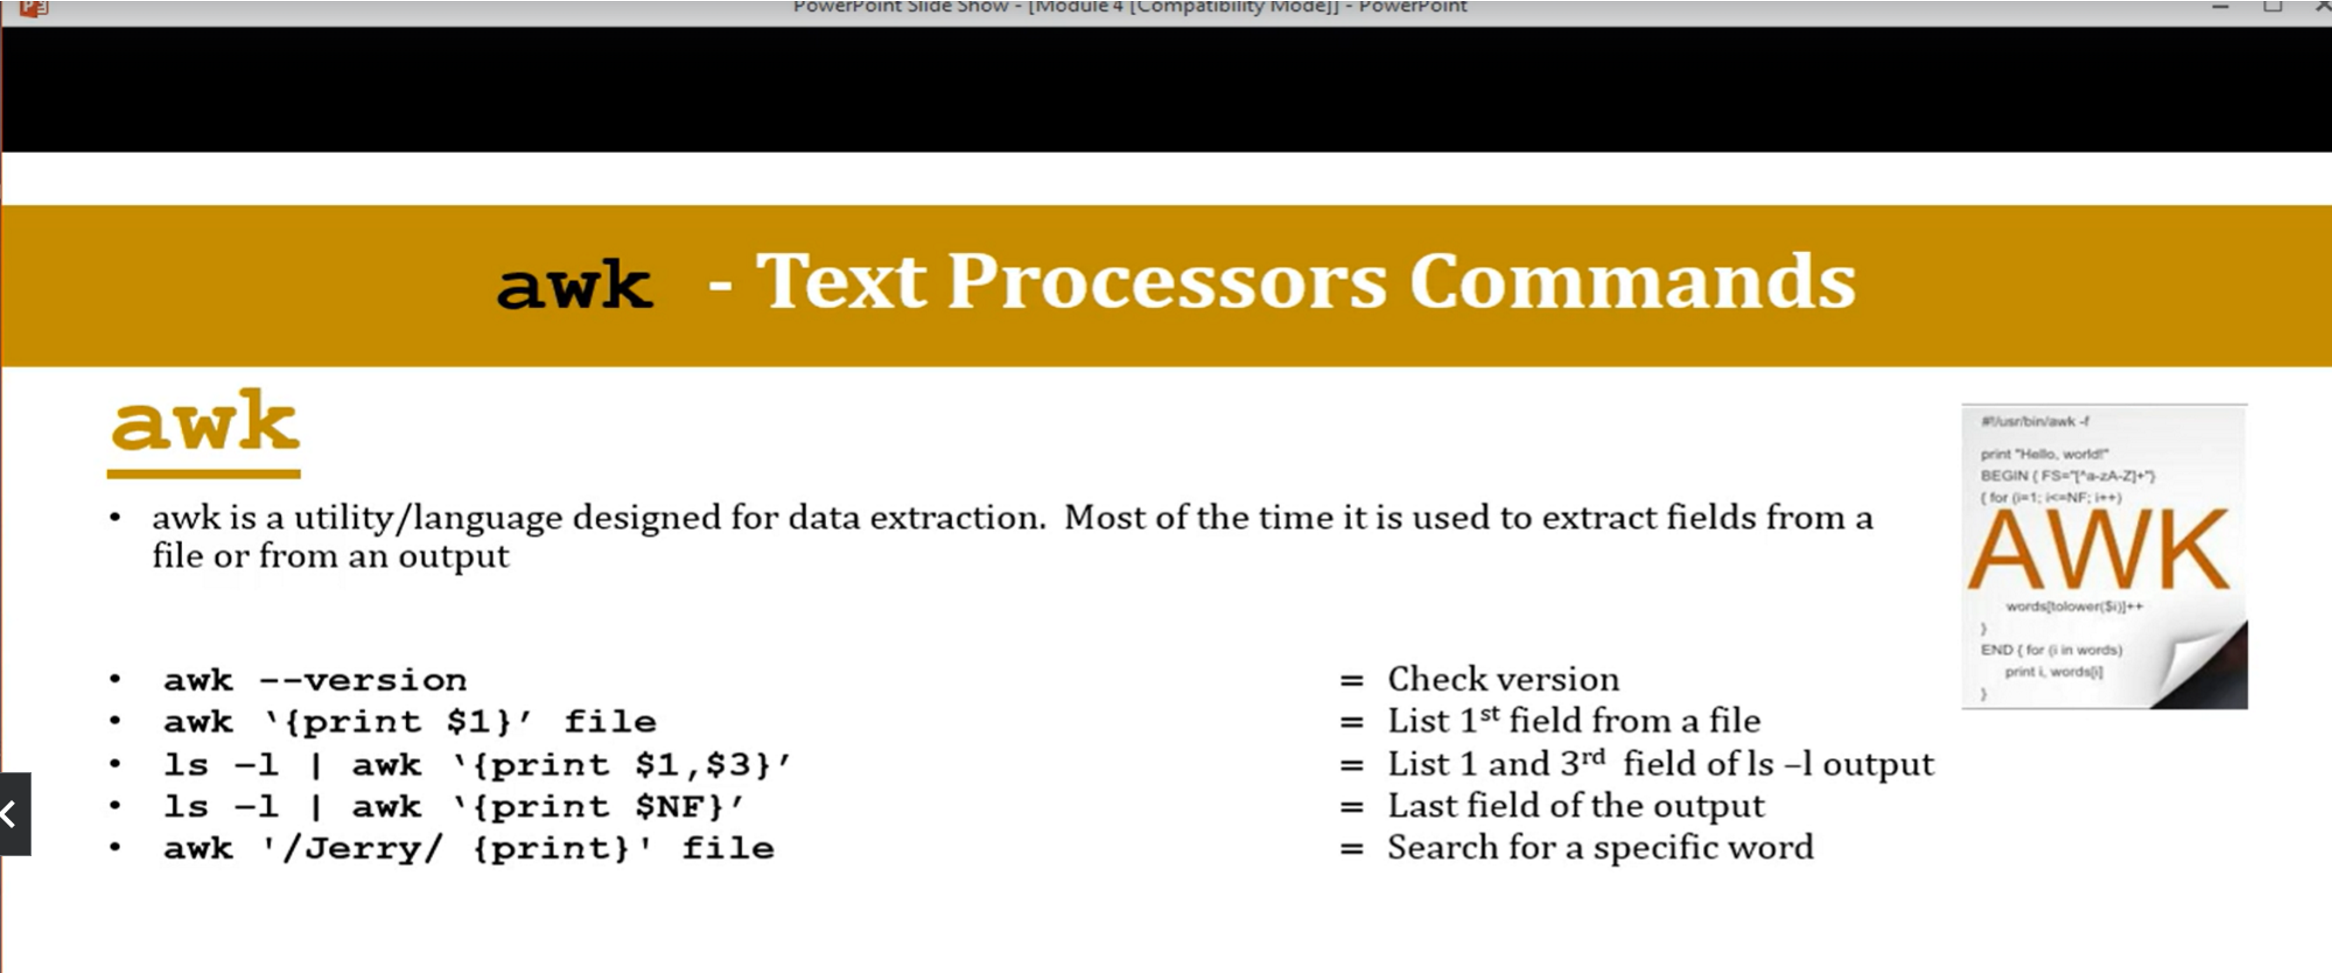 PowerPoint Slide Show - [Module 4 [Compatibility Mode]] - PowerPoint
awk - Text Processors Commands
awk
• awk is a utility/language designed for data extraction. Most of the time it is used to extract fields from a
file or from an output
• awk --version = Check version
• awk ‘{print $1}’ file = List 1st field from a file
• ls –l | awk ‘{print $1,$3}’ = List 1 and 3rd field of ls –l output
• ls –l | awk ‘{print $NF}’ = Last field of the output
• awk '/Jerry/ {print}' file = Search for a specific word
#!/usr/bin/awk -f
print "Hello, world!"
BEGIN { FS="[^a-zA-Z]+"}
{ for (i=1; i<=NF; i++)
AWK
words[tolower($i)]++
}
END { for (i in words)
print i, words[i]
}